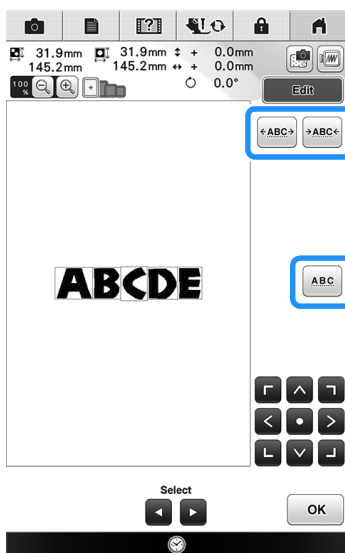 31.9mm 31.9mm + 0.0mm
145.2mm 145.2mm + 0.0mm
100 % 0.0°
Edit
ABC ABC
ABC
ABCDE
Select
OK